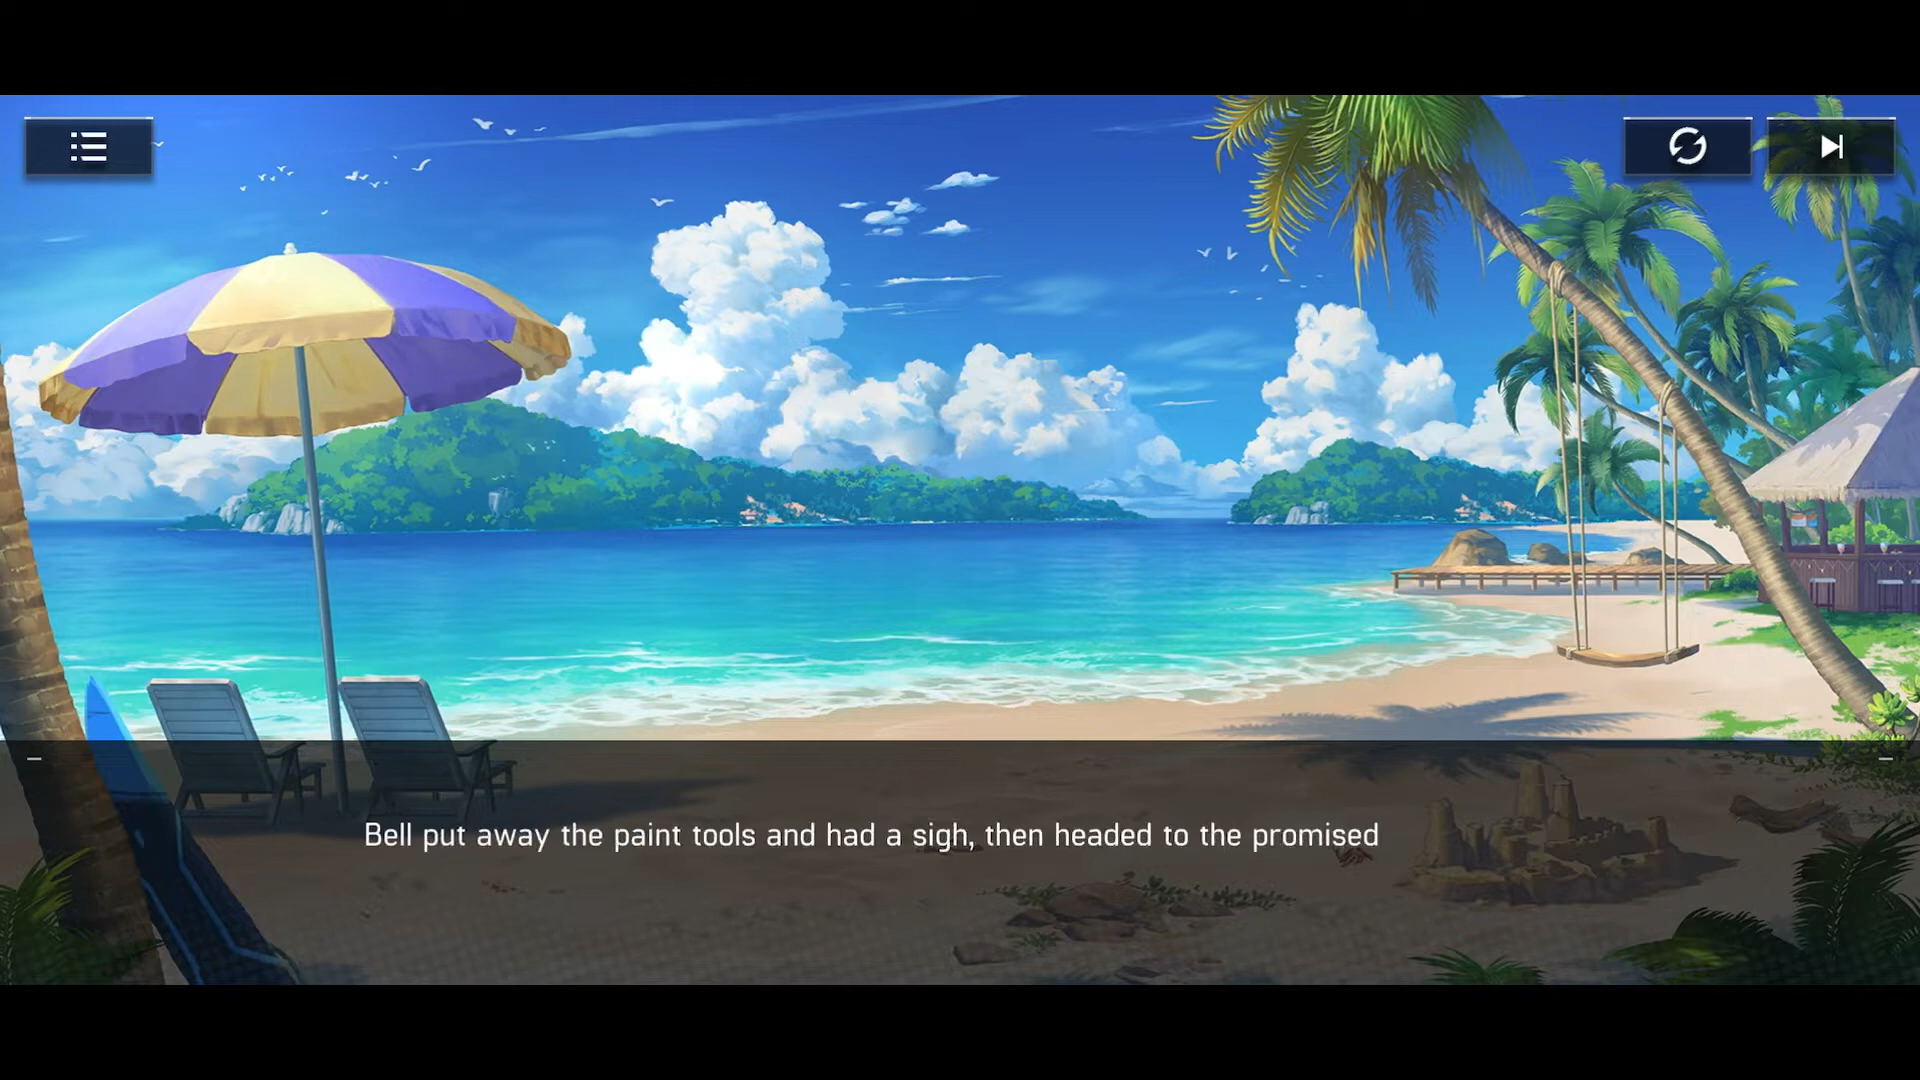 Bell put away the paint tools and had a sigh, then headed to the promised